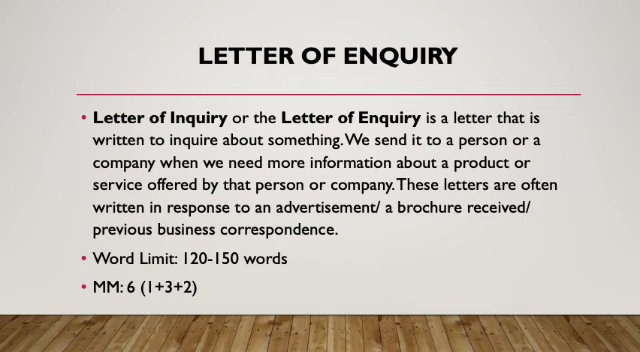 LETTER OF ENQUIRY
• Letter of Inquiry or the Letter of Enquiry is a letter that is
written to inquire about something. We send it to a person or a
company when we need more information about a product or
service offered by that person or company. These letters are often
written in response to an advertisement/ a brochure received/
previous business correspondence.
• Word Limit: 120-150 words
• MM: 6 (1+3+2)